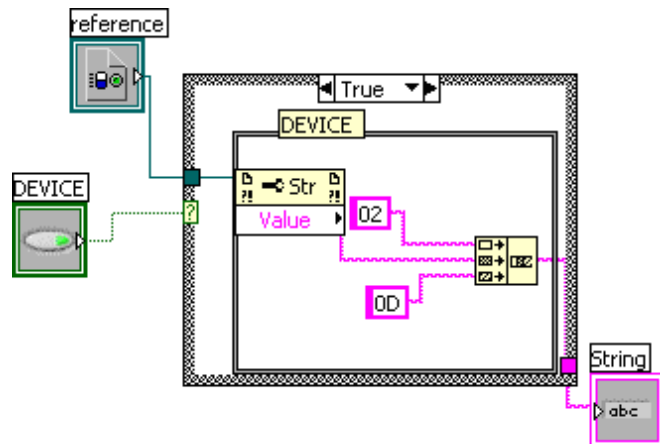 reference
True
DEVICE
DEVICE
?!
Str
?!
?
Value
02
0D
String
abc